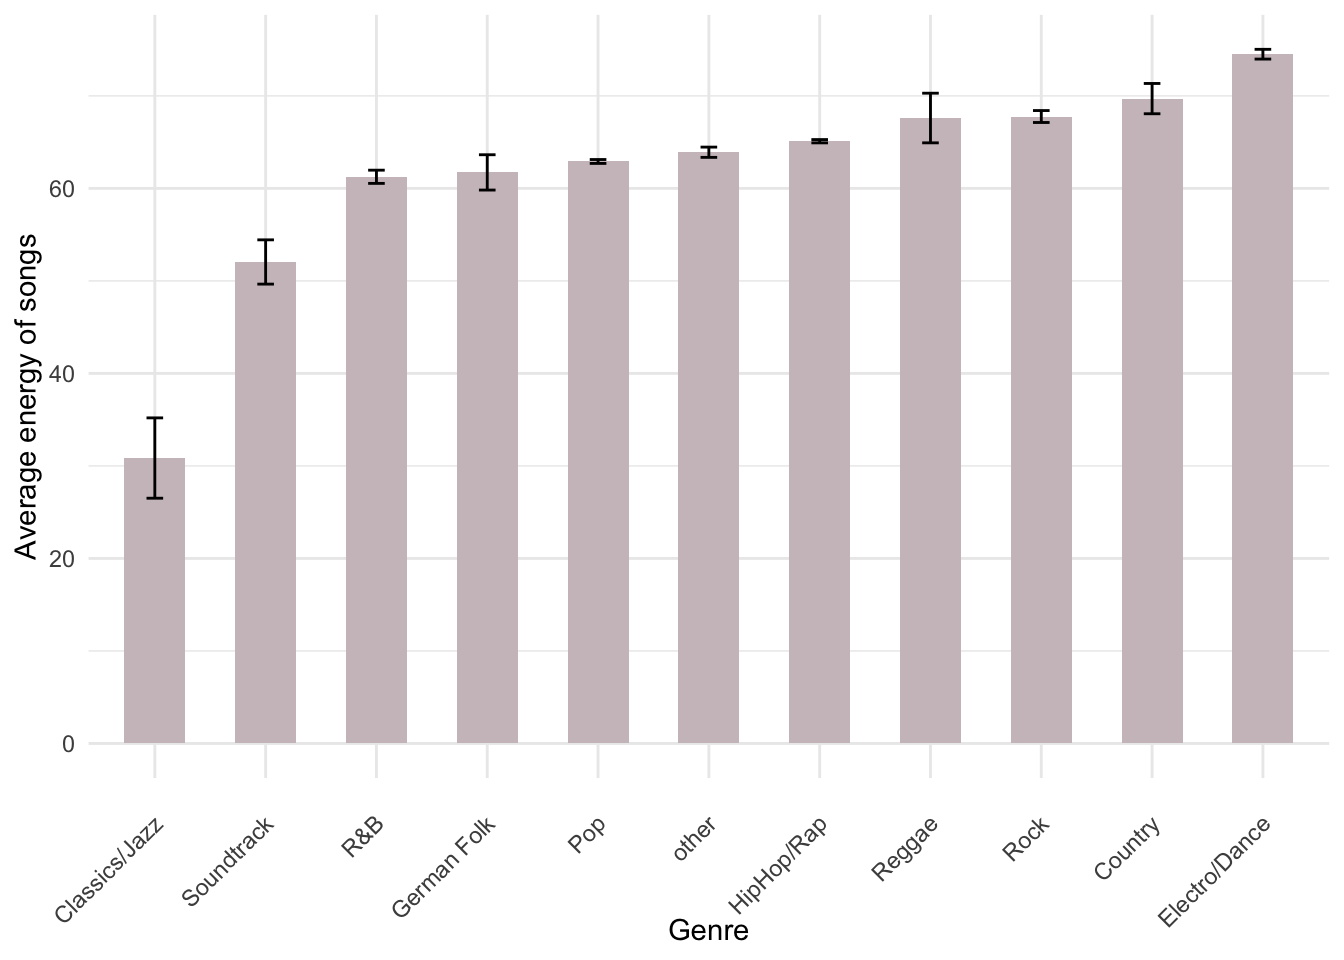 Average energy of songs
60
40
20
0
Classics/Jazz
Soundtrack
R&B
German Folk
Pop
other
HipHop/Rap
Reggae
Rock
Country
Electro/Dance
Genre